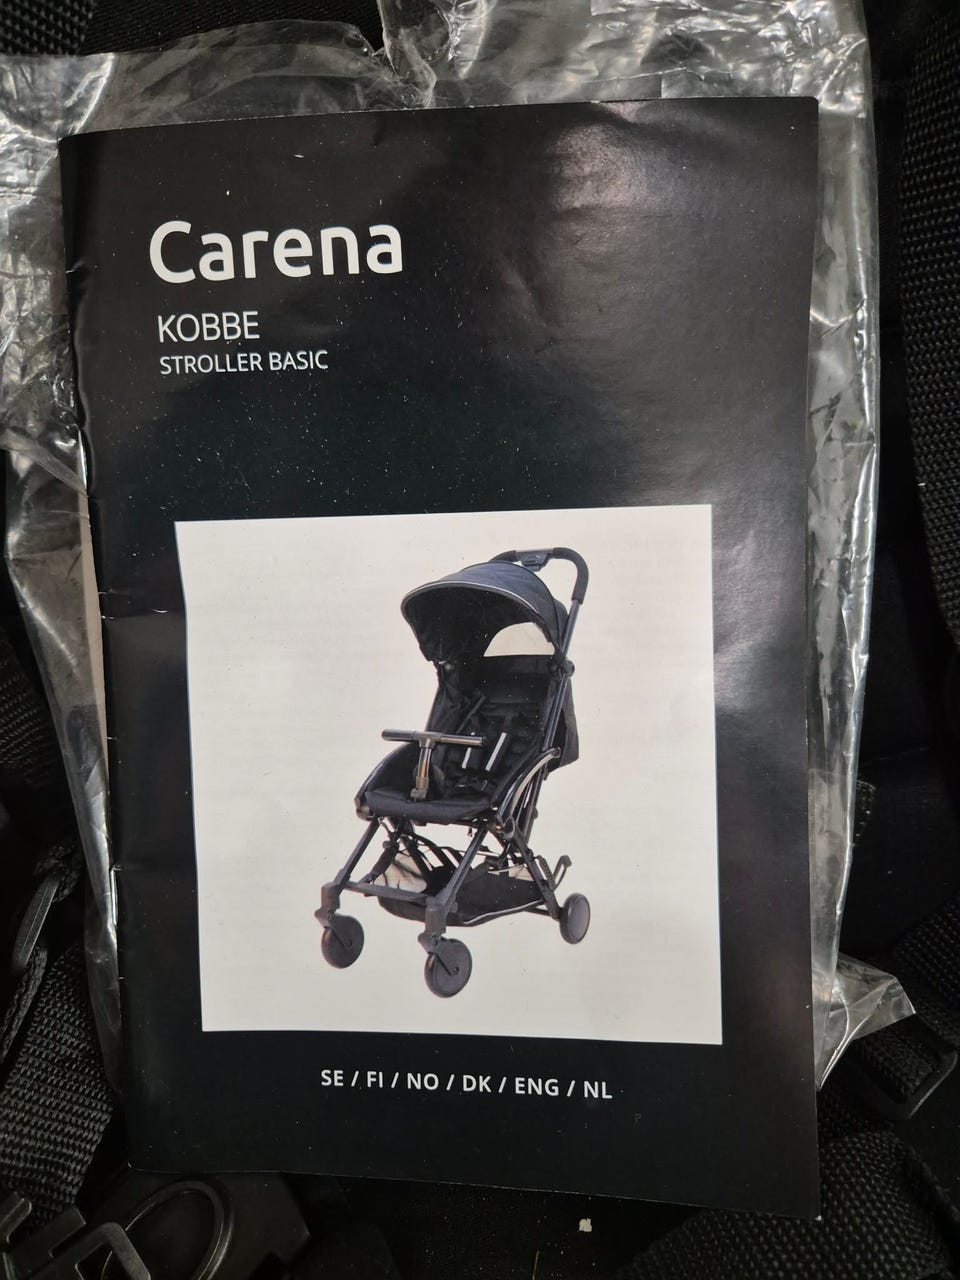 Carena
KOBBE
STROLLER BASIC
SE / FI / NO / DK / ENG / NL